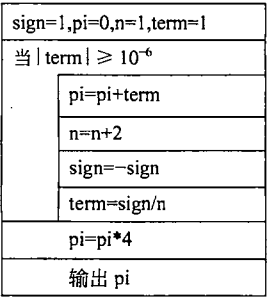 sign=1,pi=0,n=1,term=1
当|term|≥10⁻⁶
pi=pi+term
n=n+2
sign=−sign
term=sign/n
pi=pi*4
输出 pi